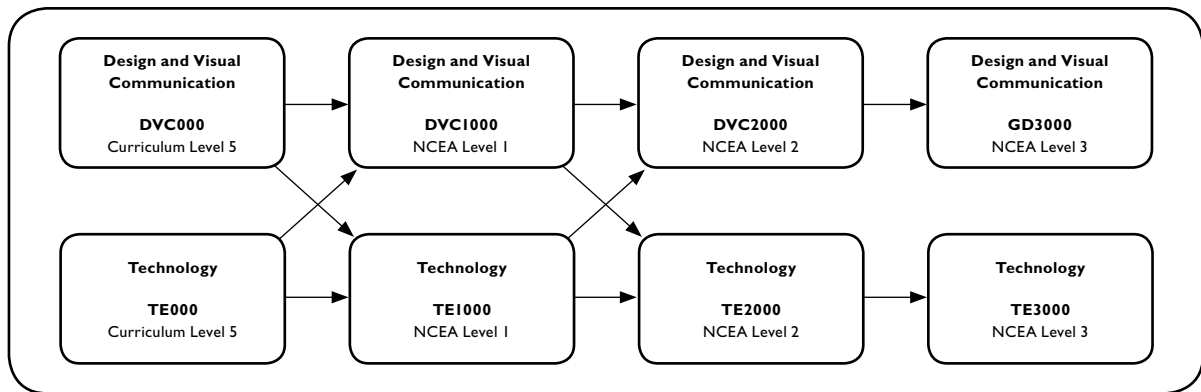 Design and Visual
Communication
DVC000
Curriculum Level 5
Design and Visual
Communication
DVC1000
NCEA Level 1
Design and Visual
Communication
DVC2000
NCEA Level 2
Design and Visual
Communication
GD3000
NCEA Level 3
Technology
TE000
Curriculum Level 5
Technology
TE1000
NCEA Level 1
Technology
TE2000
NCEA Level 2
Technology
TE3000
NCEA Level 3